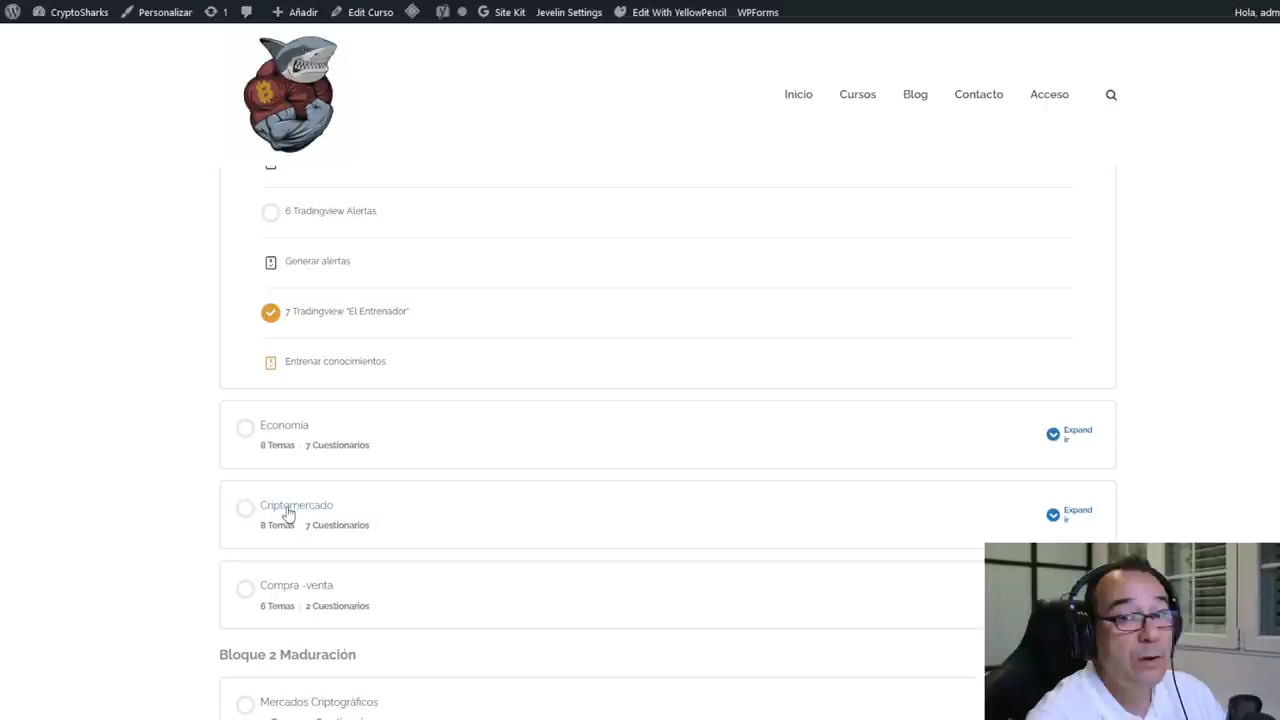 CryptoSharks Personalizar 1 Añadir Edit Curso Site Kit Javelin Settings Edit With YellowPencil WPForms Hola, adm
Inicio Cursos Blog Contacto Acceso
6 Tradingview Alertas
Generar alertas
7 Tradingview "El Entrenador"
Entrenar conocimientos
Economía
8 Temas | 7 Cuestionarios
Expand
ir
Criptomercado
8 Temas 7 Cuestionarios
Expand
ir
Compra -venta
6 Temas | 2 Cuestionarios
Bloque 2 Maduración
Mercados Criptográficos